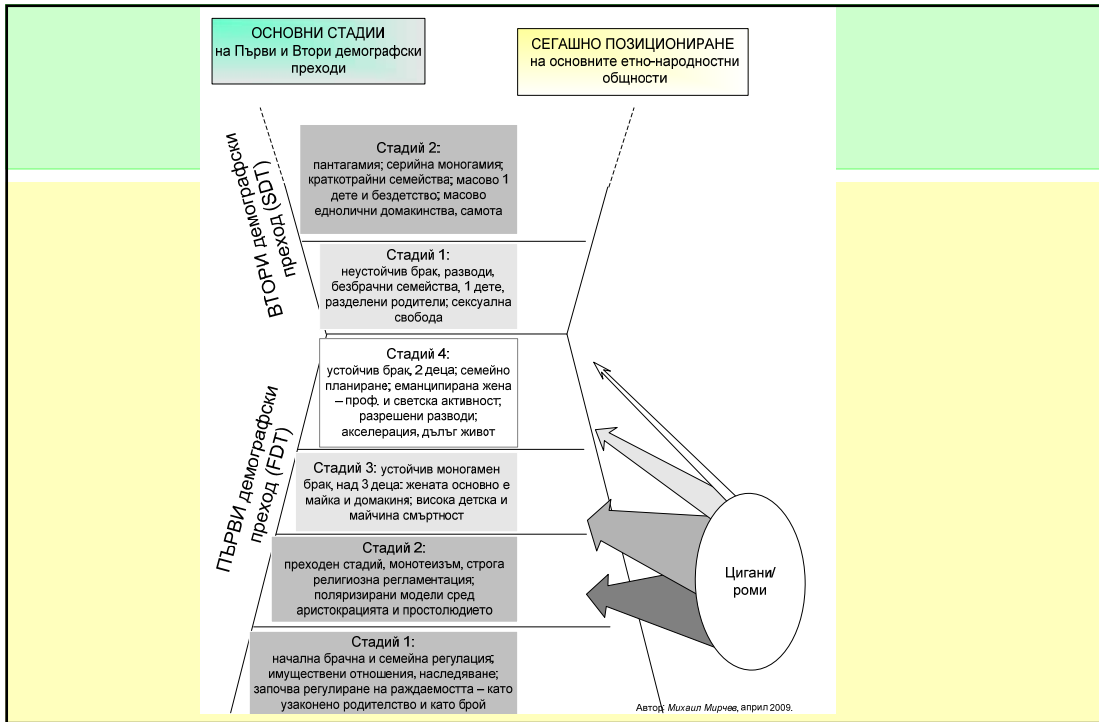 ОСНОВНИ СТАДИИ
на Първи и Втори демографски
преходи
СЕГАШНО ПОЗИЦИОНИРАНЕ
на основните етно-народностни
общности
ВТОРИ демографски
преход (SDT)
Стадий 2:
пантагамия; серийна моногамия;
краткотрайни семейства; масово 1
дете и бездетство; масово
еднолични домакинства, самота
Стадий 1:
неустойчив брак, разводи,
безбрачни семейства, 1 дете,
разделени родители; сексуална
свобода
ПЪРВИ демографски
преход (FDT)
Стадий 4:
устойчив брак, 2 деца; семейно
планиране; еманципирана жена
– проф. и светска активност;
разрешени разводи;
акселерация, дълъг живот
Стадий 3: устойчив моногамен
брак, над 3 деца: жената основно е
майка и домакиня; висока детска и
майчина смъртност
Стадий 2:
преходен стадий, монотеизъм, строга
религиозна регламентация;
поляризирани модели сред
аристокрацията и простолюдието
Стадий 1:
начална брачна и семейна регулация;
имуществени отношения, наследяване;
започва регулиране на раждаемостта – като
узаконено родителство и като брой
Цигани/
роми
Автор: Михаил Мирчев, април 2009.